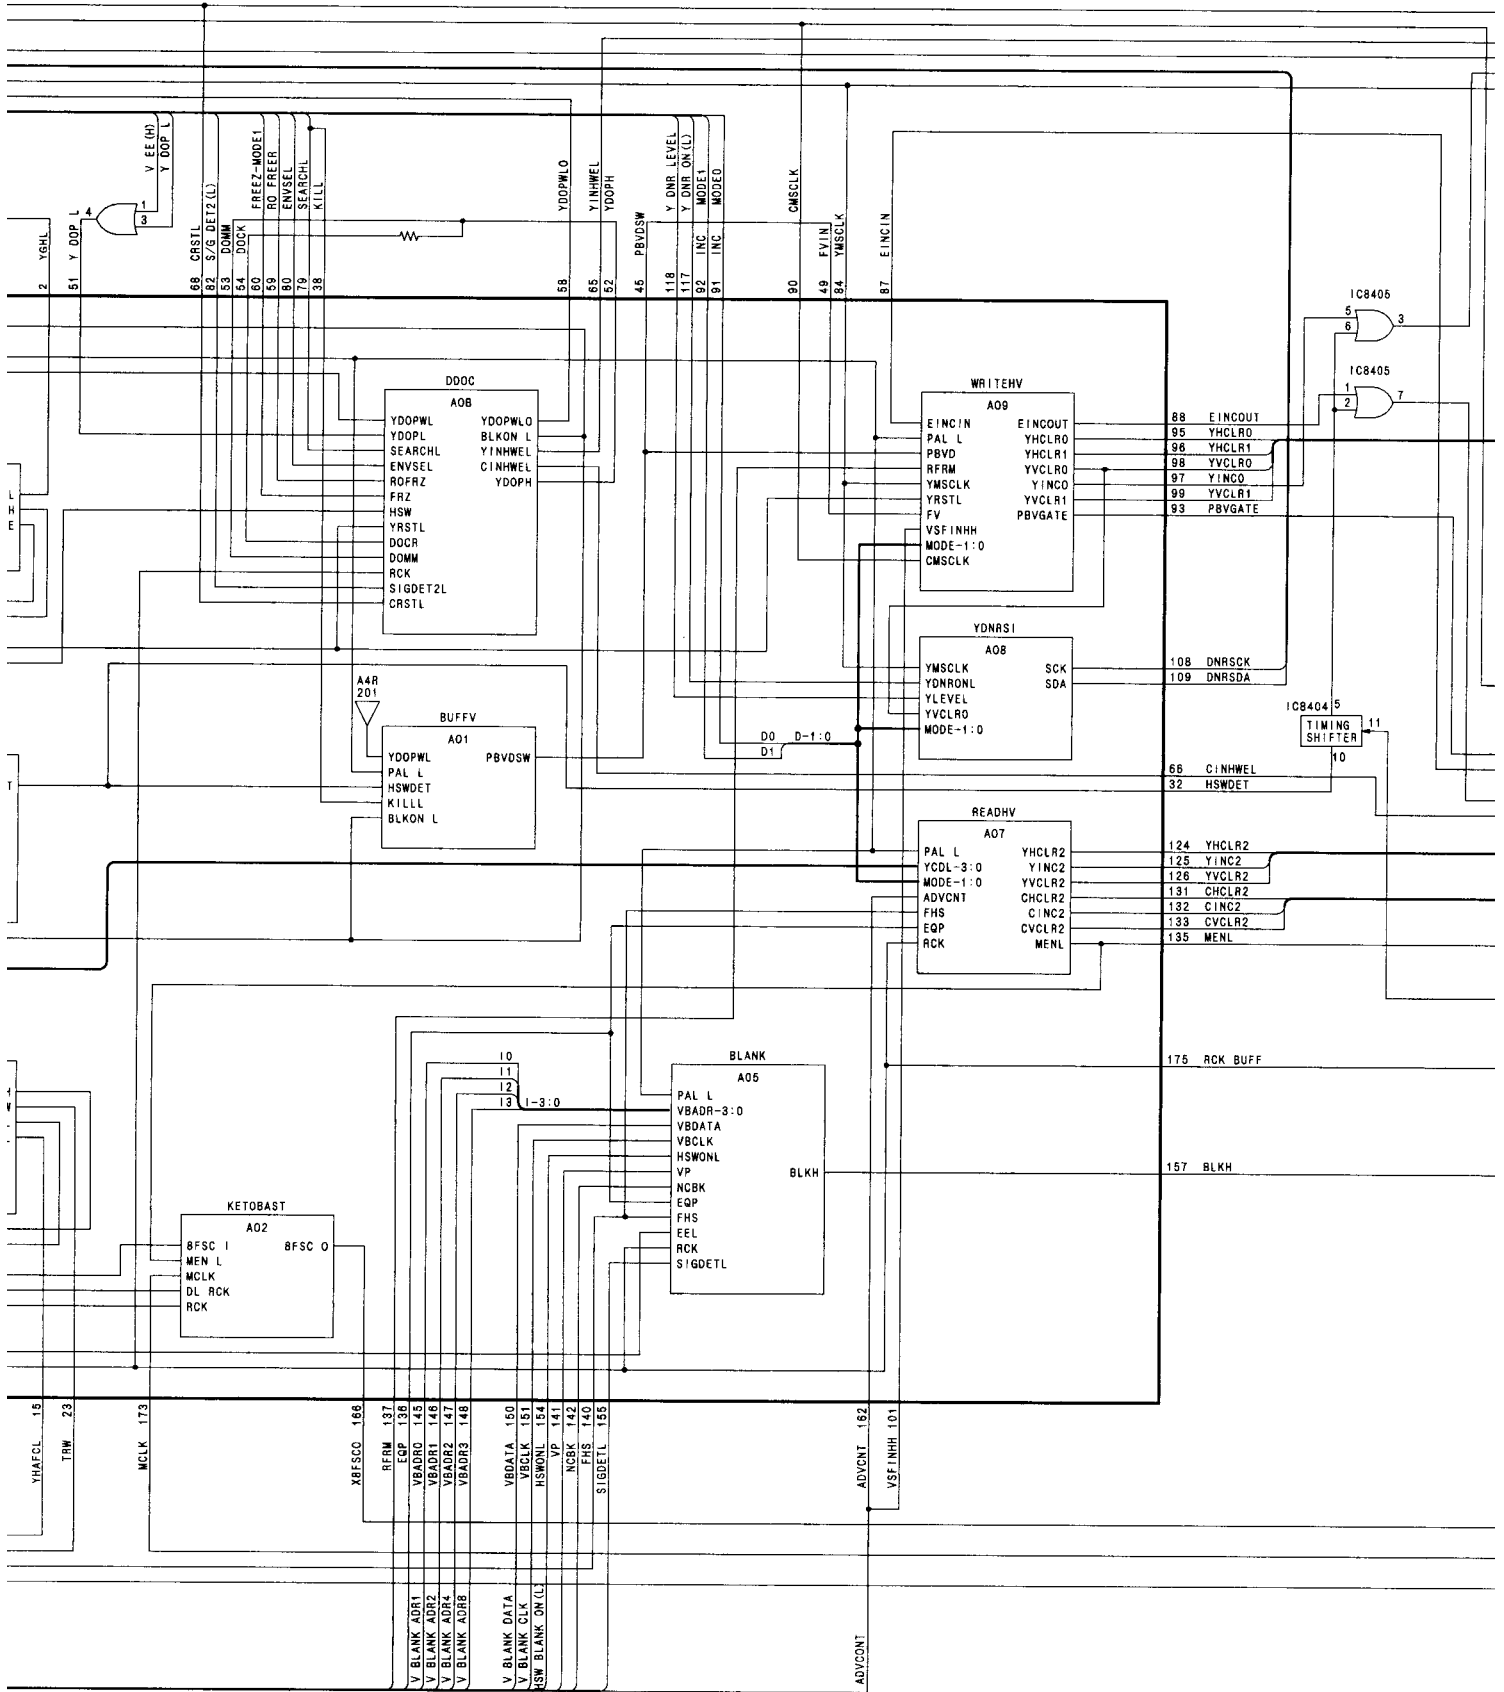 V EE(H)
Y DOP L
4
1
3
YGHL
2
Y DOP L
51
CRSTL
68
S/G DET2(L)
82
DOMM
53
DOCK
54
FREEZ-MODE1
60
RO FREER
59
ENVSEL
80
SEARCHL
79
KILL
38
YDOPWLO
58
YINHWEL
65
YDOPH
52
PBVDSW
45
Y DNR LEVEL
118
Y DNR ON(L)
117
INC MODE1
92
INC MODE0
91
CMSCLK
90
FVIN
49
YMSCLK
84
EINCIN
87
IC8405
5
6
3
IC8405
1
2
7
DDOC
A08
YDOPWL YDOPWLO
YDOPL BLKON L
SEARCHL YINHWEL
ENVSEL CINHWEL
ROFRZ YDOPH
FRZ
HSW
YRSTL
DOCR
DOMM
RCK
SIGDET2L
CRSTL
WRITEHV
A09
EINCIN EINCOUT
PAL L YHCLR0
PBVD YHCLR1
RFRM YVCLR0
YMSCLK YINC0
YRSTL YVCLR1
FV PBVGATE
VSFINHH
MODE-1:0
CMSCLK
88 EINCOUT
95 YHCLR0
96 YHCLR1
98 YVCLR0
97 YINC0
99 YVCLR1
93 PBVGATE
L
H
E
YDNRSI
A08
YMSCLK SCK
YDNRONL SDA
YLEVEL
YVCLR0
MODE-1:0
108 DNRSCK
109 DNRSDA
A4R
201
BUFFV
A01
YDOPWL PBVDSW
PAL L
HSWDET
KILLL
BLKON L
D0 D-1:0
D1
IC8404 5
TIMING
SHIFTER
11
10
T
66 CINHWEL
32 HSWDET
READHV
A07
PAL L YHCLR2
YCDL-3:0 YINC2
MODE-1:0 YVCLR2
ADVCNT CHCLR2
FHS CINC2
EQP CVCLR2
RCK MENL
124 YHCLR2
125 YINC2
126 YVCLR2
131 CHCLR2
132 CINC2
133 CVCLR2
135 MENL
I0
I1
I2
I3 I-3:0
BLANK
A05
PAL L
VBADR-3:0
VBDATA
VBCLK
HSWONL
VP BLKH
NCBK
EQP
FHS
EEL
RCK
SIGDETL
175 RCK BUFF
157 BLKH
KETOBAST
A02
8FSC I 8FSC O
MEN L
MCLK
DL RCK
RCK
YHAFCL 15
TRW 23
MCLK 173
X8FSCO 166
RFRM 137
EQP 136
VBADR0 145
VBADR1 146
VBADR2 147
VBADR3 148
VBDATA 150
VBCLK 151
HSWONL 154
VP 141
NCBK 142
FHS 140
SIGDETL 155
ADVCNT 162
VSFINHH 101
V BLANK ADR1
V BLANK ADR2
V BLANK ADR4
V BLANK ADR8
V BLANK DATA
V BLANK CLK
HSW BLANK ON(L)
ADVCONT